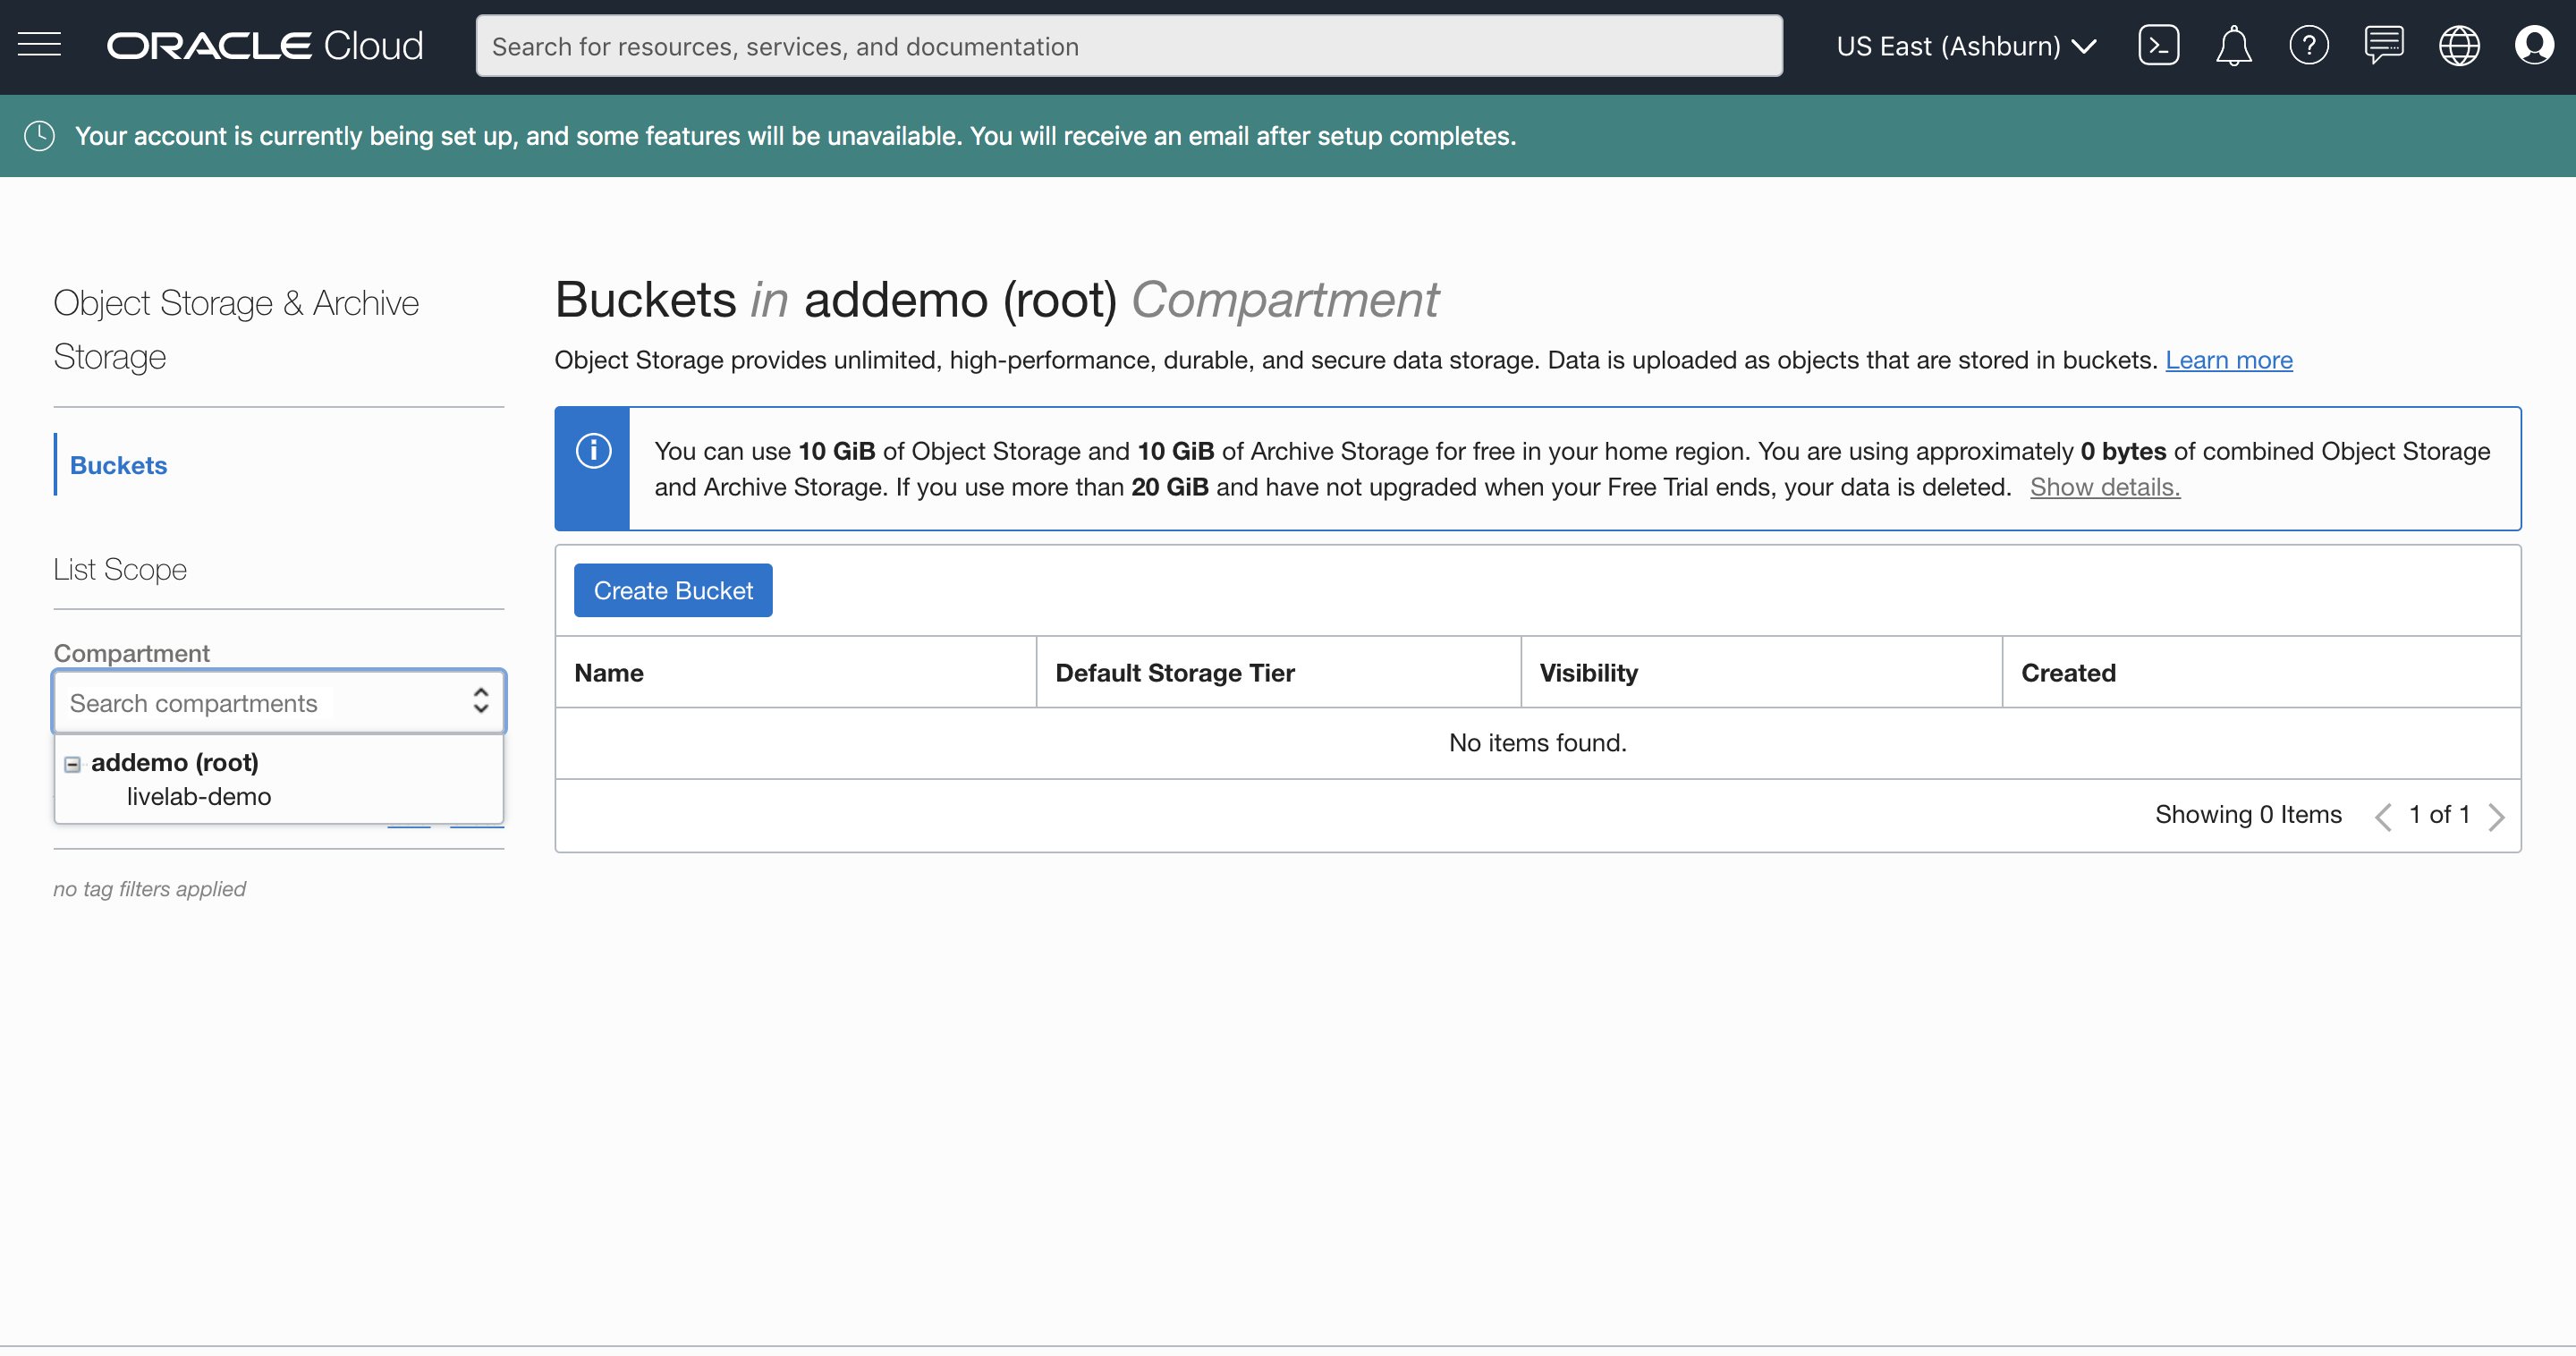 ORACLE Cloud
Search for resources, services, and documentation
US East (Ashburn)
Your account is currently being set up, and some features will be unavailable. You will receive an email after setup completes.
Object Storage & Archive
Storage
Buckets
List Scope
Compartment
Search compartments
addemo (root)
livelab-demo
no tag filters applied
Buckets in addemo (root) Compartment
Object Storage provides unlimited, high-performance, durable, and secure data storage. Data is uploaded as objects that are stored in buckets. Learn more
You can use 10 GiB of Object Storage and 10 GiB of Archive Storage for free in your home region. You are using approximately 0 bytes of combined Object Storage
and Archive Storage. If you use more than 20 GiB and have not upgraded when your Free Trial ends, your data is deleted. Show details.
Create Bucket
Name Default Storage Tier Visibility Created
No items found.
Showing 0 Items 1 of 1